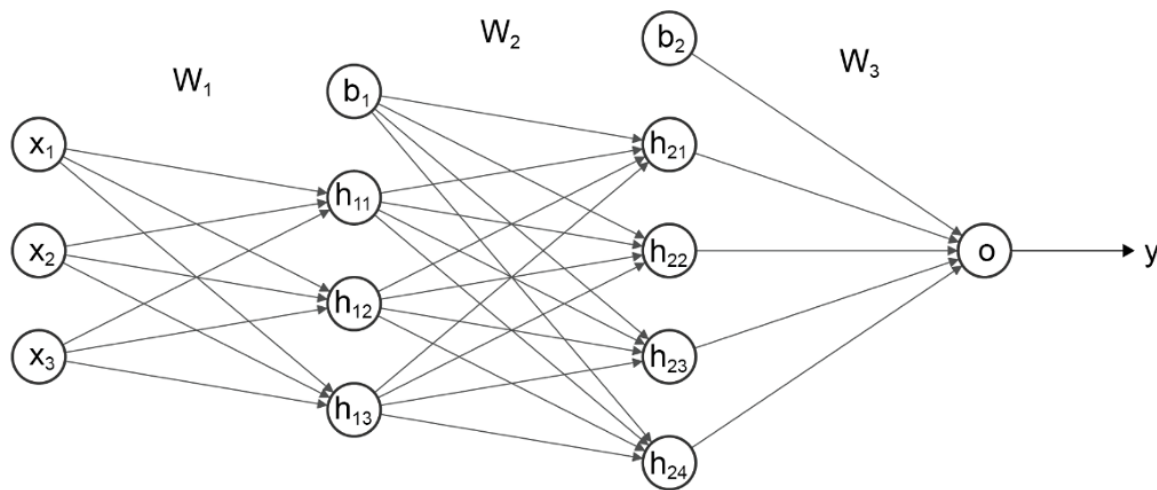 W₁
W₂
W₃
x₁
x₂
x₃
b₁
h₁₁
h₁₂
h₁₃
b₂
h₂₁
h₂₂
h₂₃
h₂₄
o
y